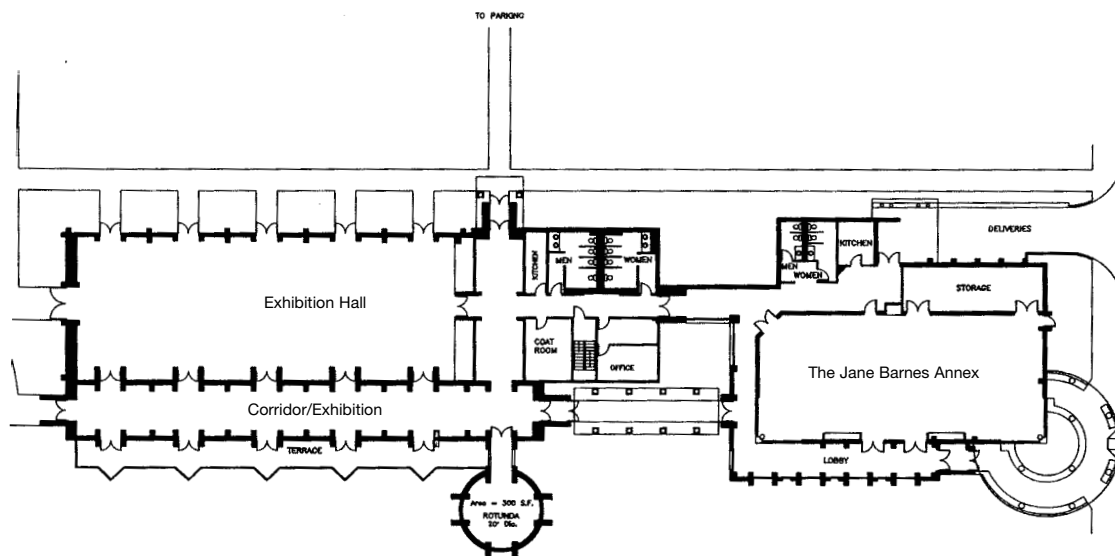 TO PARKING
DELIVERIES
KITCHEN
MEN
WOMEN
KITCHEN
MEN
WOMEN
STORAGE
Exhibition Hall
COAT
ROOM
OFFICE
The Jane Barnes Annex
Corridor/Exhibition
TERRACE
LOBBY
Area = 300 S.F.
ROTUNDA
20' Dia.